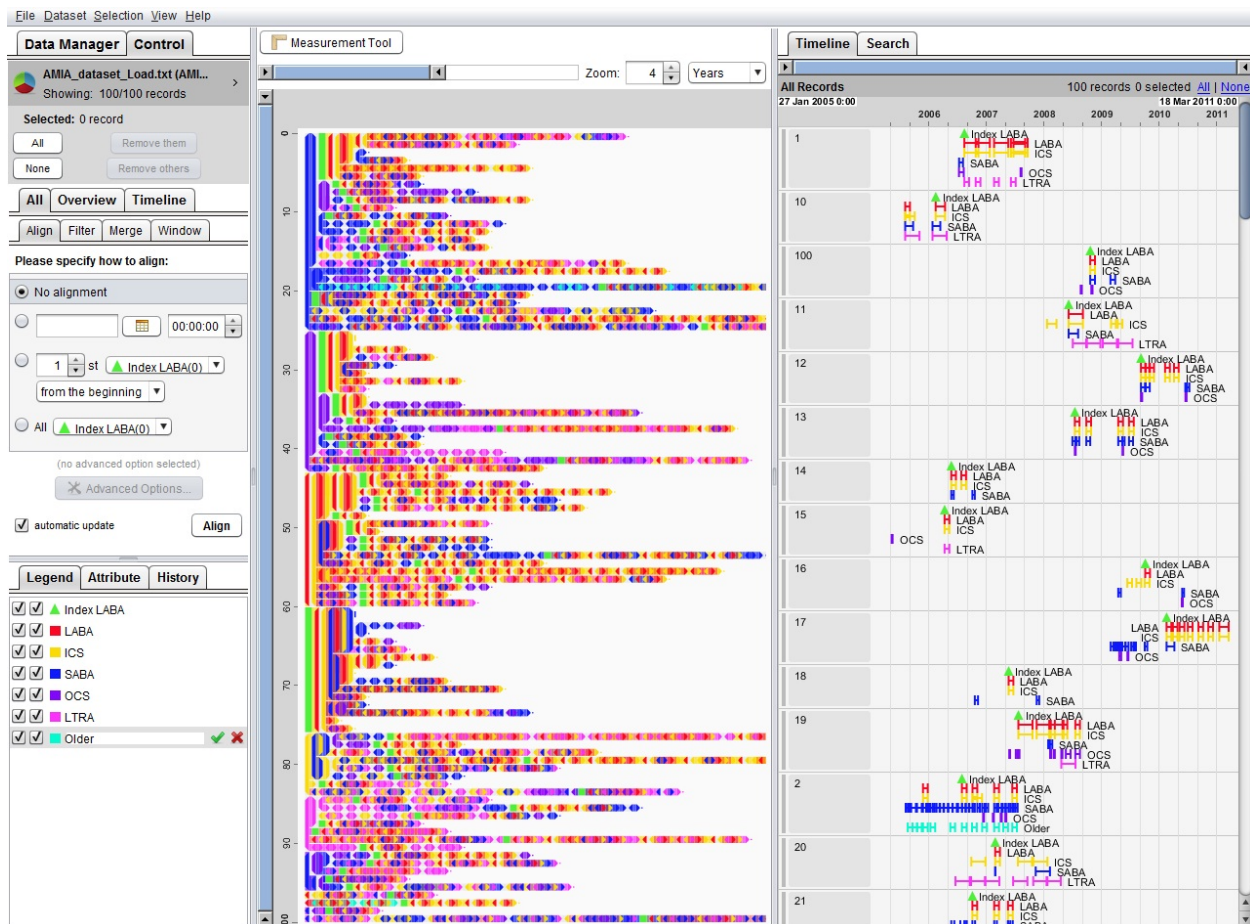 File Dataset Selection View Help
Data Manager Control
AMIA_dataset_Load.txt (AMI...
Showing: 100/100 records
Selected: 0 record
All Remove them
None Remove others
All Overview Timeline
Align Filter Merge Window
Please specify how to align:
No alignment
00:00:00
1 st Index LABA(0)
from the beginning
All Index LABA(0)
(no advanced option selected)
Advanced Options...
automatic update Align
Legend Attribute History
Index LABA
LABA
ICS
SABA
OCS
LTRA
Older
Measurement Tool
Zoom: 4 Years
0
10
20
30
40
50
60
70
80
90
Timeline Search
All Records 100 records 0 selected All | None
27 Jan 2005 0:00 18 Mar 2011 0:00
2006 2007 2008 2009 2010 2011
1
Index LABA
LABA
ICS
SABA
OCS
LTRA
10
Index LABA
LABA
ICS
SABA
LTRA
100
Index LABA
LABA
ICS
SABA
OCS
11
Index LABA
LABA
ICS
SABA
LTRA
12
Index LABA
LABA
ICS
SABA
OCS
13
Index LABA
LABA
ICS
SABA
OCS
14
Index LABA
LABA
ICS
SABA
15
Index LABA
LABA
ICS
OCS
LTRA
16
Index LABA
LABA
ICS
SABA
OCS
17
Index LABA
LABA
ICS
SABA
OCS
18
Index LABA
LABA
ICS
SABA
19
Index LABA
LABA
ICS
SABA
OCS
LTRA
2
Index LABA
LABA
ICS
SABA
OCS
Older
20
Index LABA
LABA
ICS
SABA
LTRA
21
Index LABA
LABA
ICS